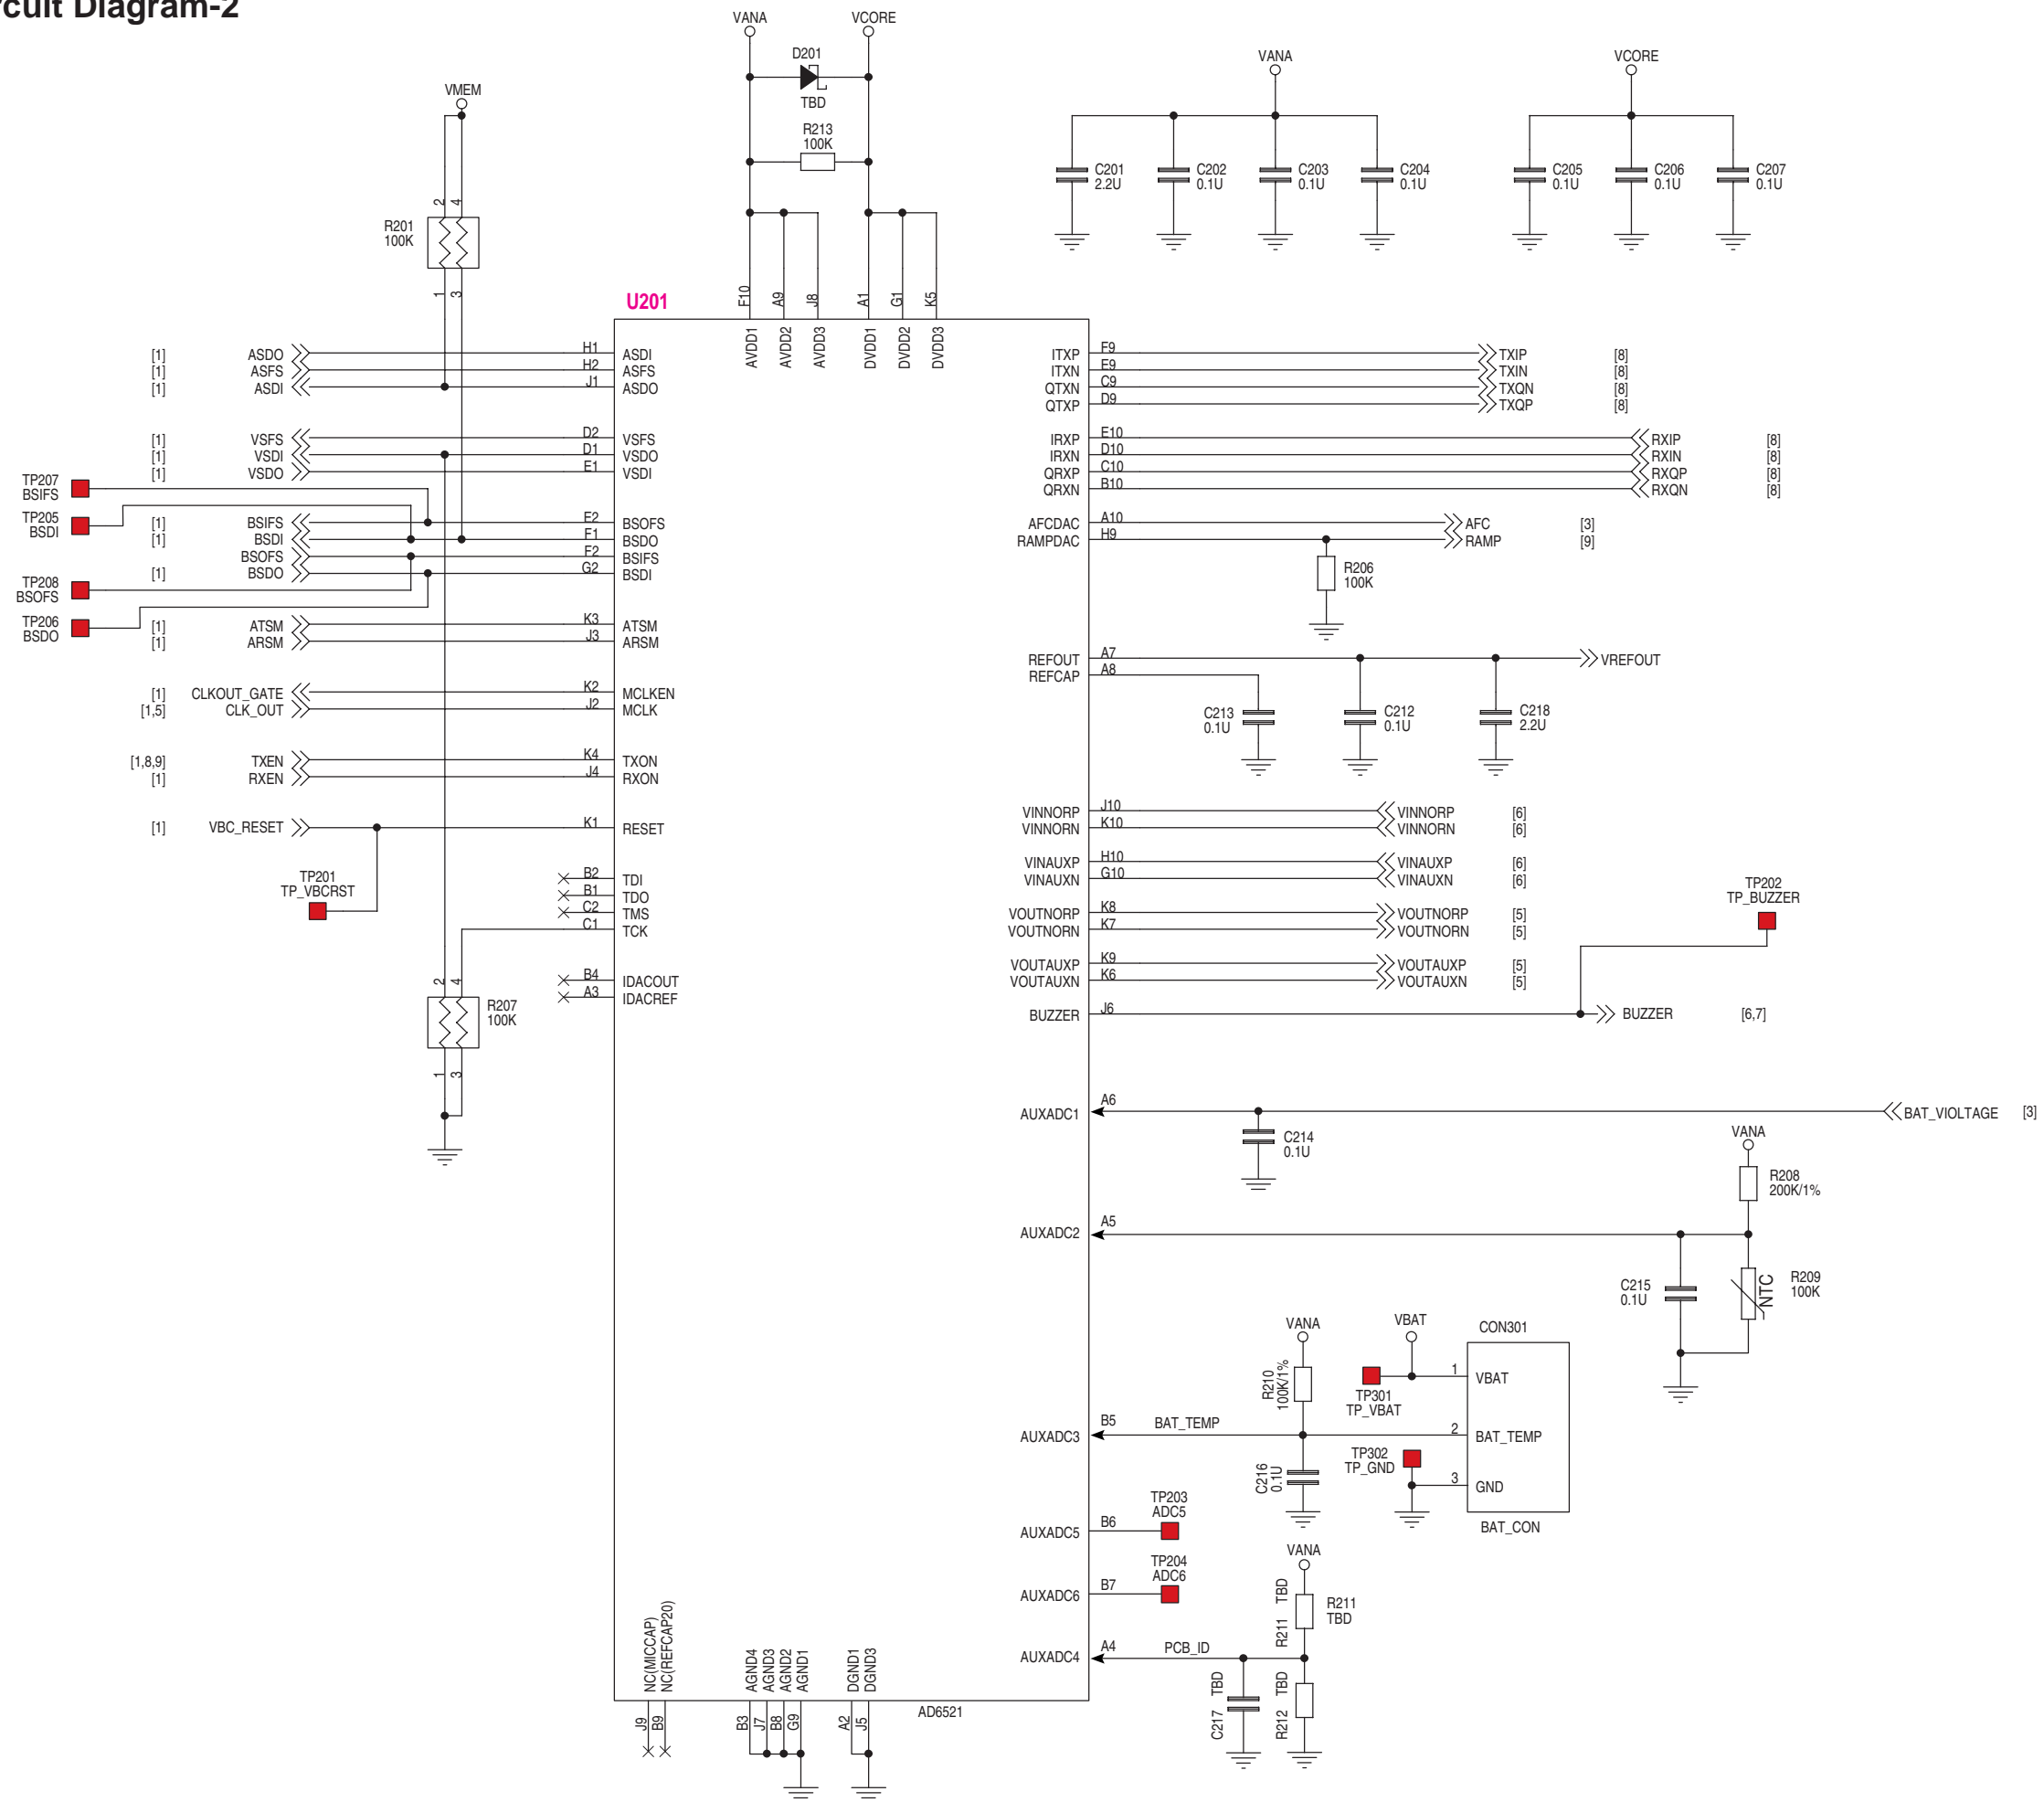 rcuit Diagram-2
VANA
VCORE
D201
TBD
R213
100K
VMEM
2
4
R201
100K
1
3
VANA
C201
2.2U
C202
0.1U
C203
0.1U
C204
0.1U
VCORE
C205
0.1U
C206
0.1U
C207
0.1U
U201
F10
A9
J8
A1
G1
K5
AVDD1
AVDD2
AVDD3
DVDD1
DVDD2
DVDD3
[1] ASDO H1 ASDI
[1] ASFS H2 ASFS
[1] ASDI J1 ASDO
[1] VSFS D2 VSFS
[1] VSDI D1 VSDO
[1] VSDO E1 VSDI
TP207
BSIFS
TP205
BSDI
[1] BSIFS E2 BSOFS
[1] BSDI F1 BSDO
BSOFS F2 BSIFS
[1] BSDO G2 BSDI
TP208
BSOFS
TP206
BSDO
[1] ATSM K3 ATSM
[1] ARSM J3 ARSM
[1] CLKOUT_GATE K2 MCLKEN
[1,5] CLK_OUT J2 MCLK
[1,8,9] TXEN K4 TXON
[1] RXEN J4 RXON
[1] VBC_RESET K1 RESET
TP201
TP_VBCRST
B2 TDI
B1 TDO
C2 TMS
C1 TCK
B4 IDACOUT
A3 IDACREF
2
4
R207
100K
1
3
ITXP F9 TXIP [8]
ITXN E9 TXIN [8]
QTXN C9 TXQN [8]
QTXP D9 TXQP [8]
IRXP E10 RXIP [8]
IRXN D10 RXIN [8]
QRXP C10 RXQP [8]
QRXN B10 RXQN [8]
AFCDAC A10 AFC [3]
RAMPDAC H9 RAMP [9]
R206
100K
REFOUT A7 VREFOUT
REFCAP A8
C213
0.1U
C212
0.1U
C218
2.2U
VINNORP J10 VINNORP [6]
VINNORN K10 VINNORN [6]
VINAUXP H10 VINAUXP [6]
VINAUXN G10 VINAUXN [6]
VOUTNORP K8 VOUTNORP [5]
VOUTNORN K7 VOUTNORN [5]
VOUTAUXP K9 VOUTAUXP [5]
VOUTAUXN K6 VOUTAUXN [5]
TP202
TP_BUZZER
BUZZER J6 BUZZER [6,7]
AUXADC1 A6 BAT_VIOLTAGE [3]
C214
0.1U
VANA
R208
200K/1%
AUXADC2 A5
C215
0.1U
NTC
R209
100K
VANA
R210
100K/1%
VBAT
CON301
TP301
TP_VBAT
1 VBAT
AUXADC3 B5 BAT_TEMP 2 BAT_TEMP
TP302
TP_GND
3 GND
BAT_CON
C216
0.1U
TP203
ADC5
AUXADC5 B6
TP204
ADC6
AUXADC6 B7
VANA
R211 TBD
R211
TBD
AUXADC4 A4 PCB_ID
C217 TBD
R212 TBD
NC(MICCAP)
NC(REFCAP20)
AGND4
AGND3
AGND2
AGND1
DGND1
DGND3
J9
B9
B3
J7
B8
G9
A2
J5
AD6521